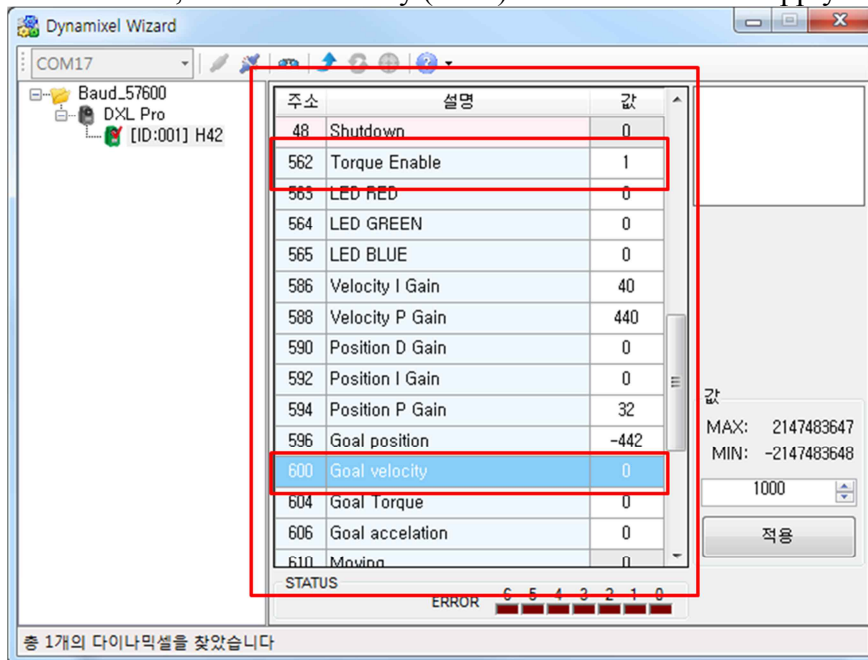 Dynamixel Wizard
COM17
Baud_57600
DXL Pro
[ID:001] H42
주소 설명 값
48 Shutdown 0
562 Torque Enable 1
563 LED RED 0
564 LED GREEN 0
565 LED BLUE 0
586 Velocity I Gain 40
588 Velocity P Gain 440
590 Position D Gain 0
592 Position I Gain 0
594 Position P Gain 32
596 Goal position -442
600 Goal velocity 0
604 Goal Torque 0
606 Goal accelation 0
610 Moving 0
값
MAX: 2147483647
MIN: -2147483648
1000
적용
STATUS
ERROR 6 5 4 3 2 1 0
총 1개의 다이나믹셀을 찾았습니다